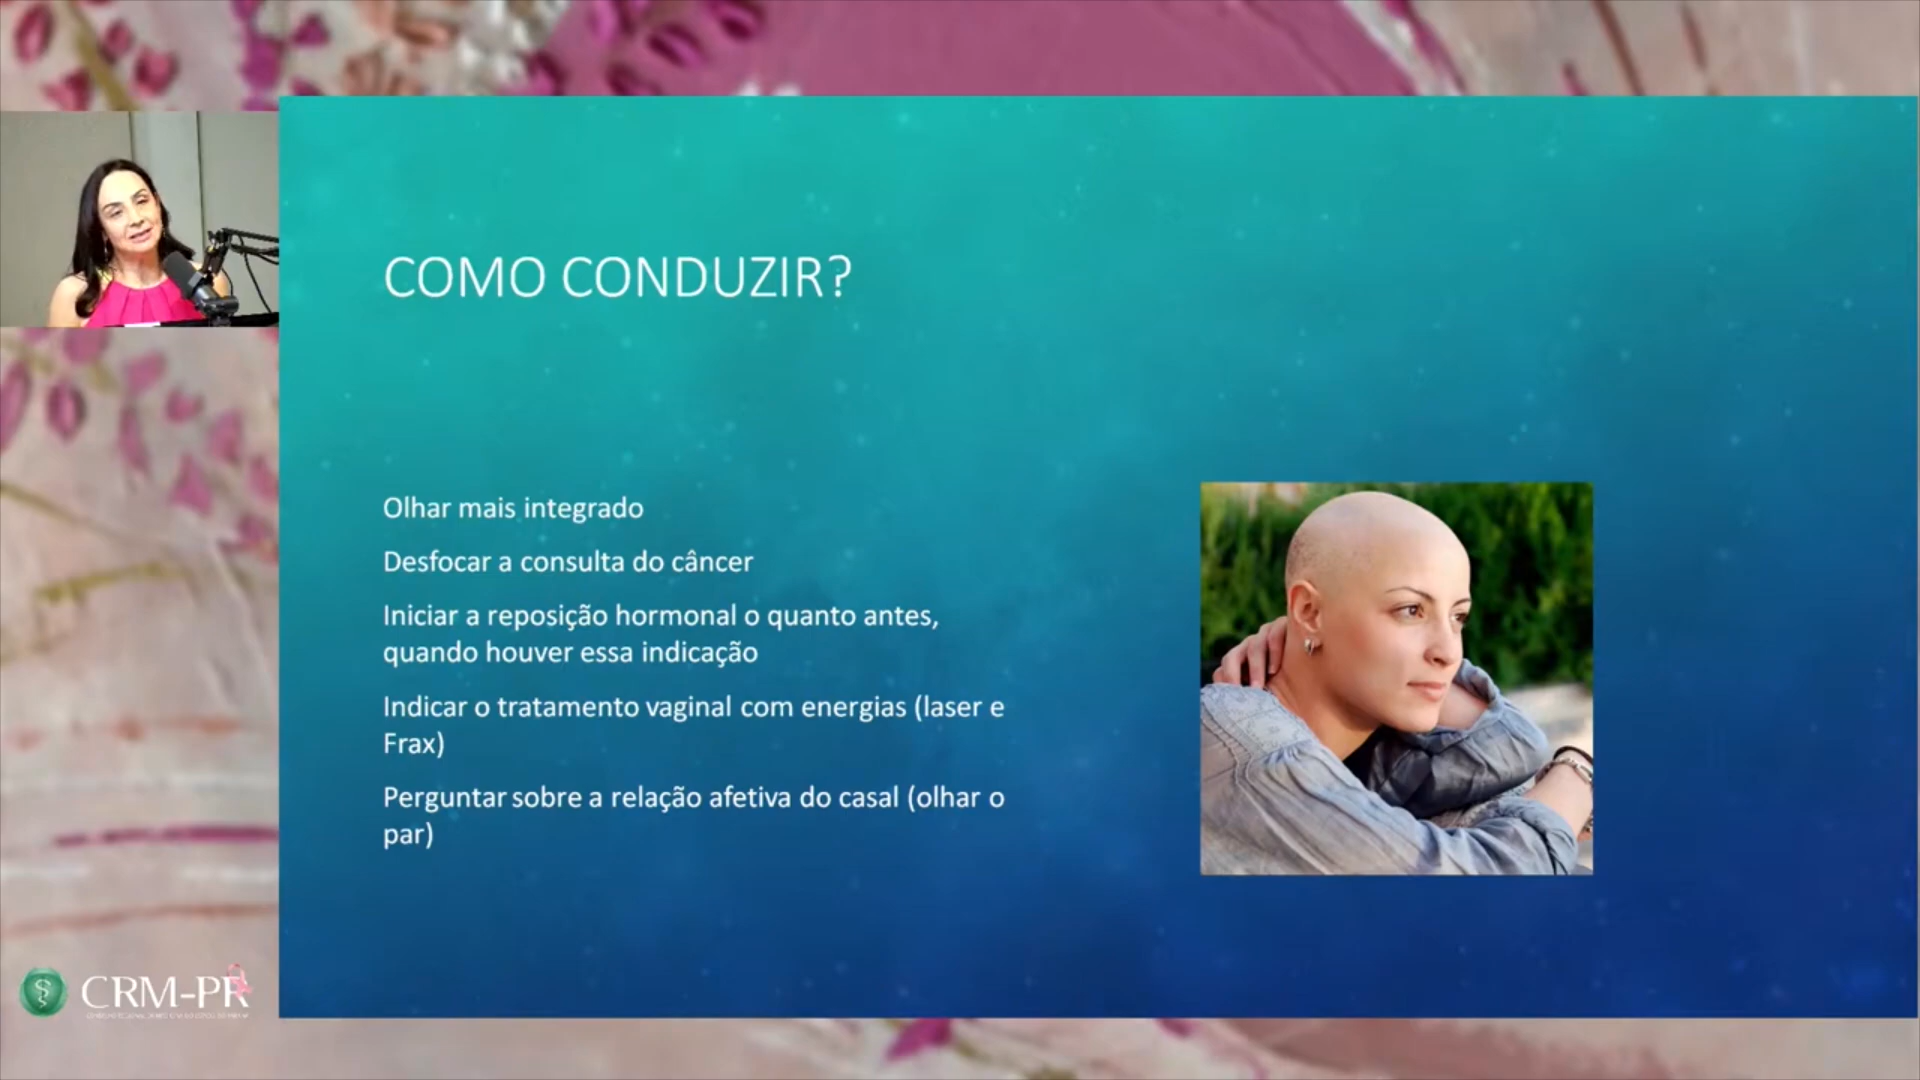 COMO CONDUZIR?
Olhar mais integrado
Desfocar a consulta do câncer
Iniciar a reposição hormonal o quanto antes,
quando houver essa indicação
Indicar o tratamento vaginal com energias (laser e
Frax)
Perguntar sobre a relação afetiva do casal (olhar o
par)
CRM-PR